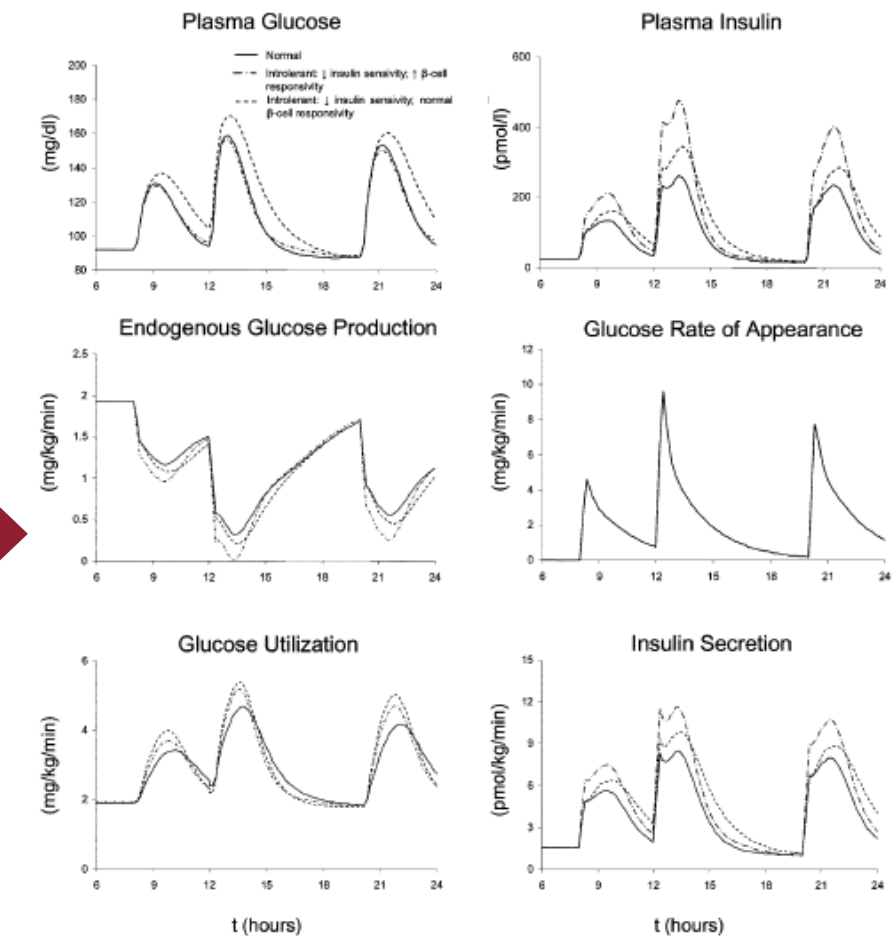 Plasma Glucose
Normal
Intolerant: ↓ insulin sensivity; ↑ β-cell
responsivity
Intolerant: ↓ insulin sensivity; normal
β-cell responsivity
(mg/dl)
200
180
160
140
120
100
80
6 9 12 15 18 21 24
Plasma Insulin
(pmol/l)
600
400
200
0
6 9 12 15 18 21 24
Endogenous Glucose Production
(mg/kg/min)
2.5
2
1.5
1
0.5
0
6 9 12 15 18 21 24
Glucose Rate of Appearance
(mg/kg/min)
12
10
8
6
4
2
0
6 9 12 15 18 21 24
Glucose Utilization
(mg/kg/min)
6
4
2
0
6 9 12 15 18 21 24
t (hours)
Insulin Secretion
(pmol/kg/min)
15
12
9
6
3
0
6 9 12 15 18 21 24
t (hours)